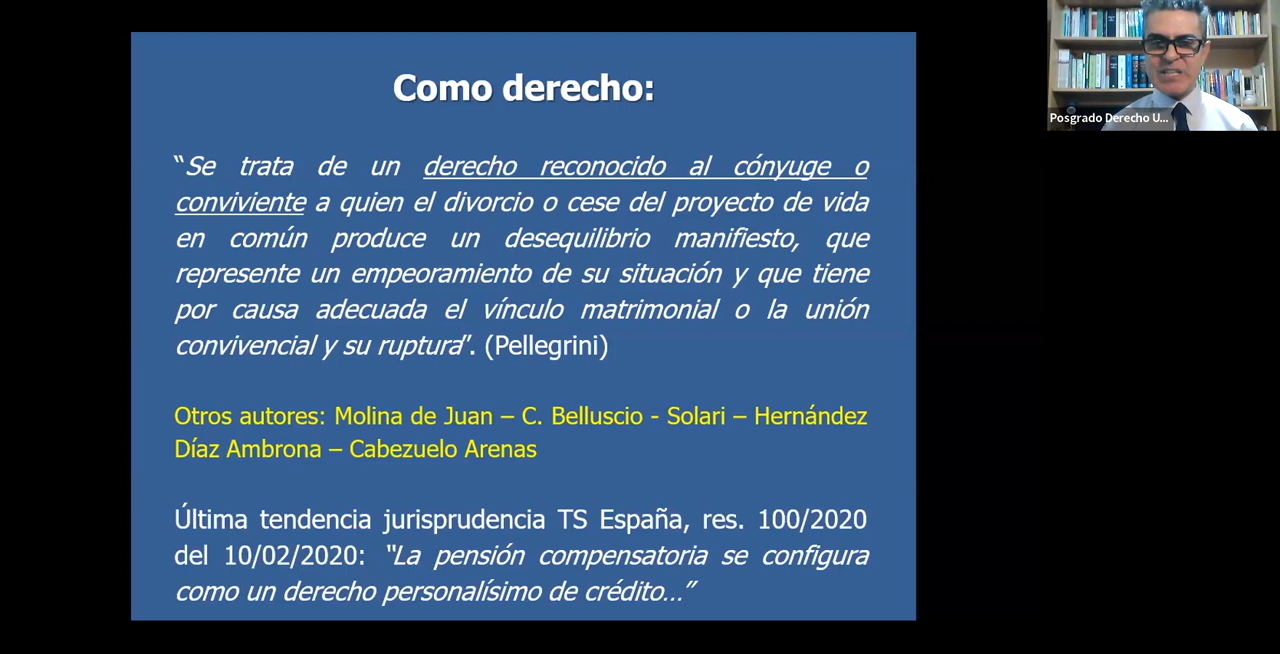 Como derecho:
“Se trata de un derecho reconocido al cónyuge o
conviviente a quien el divorcio o cese del proyecto de vida
en común produce un desequilibrio manifiesto, que
represente un empeoramiento de su situación y que tiene
por causa adecuada el vínculo matrimonial o la unión
convivencial y su ruptura”. (Pellegrini)
Otros autores: Molina de Juan – C. Belluscio - Solari – Hernández
Díaz Ambrona – Cabezuelo Arenas
Última tendencia jurisprudencia TS España, res. 100/2020
del 10/02/2020: “La pensión compensatoria se configura
como un derecho personalísimo de crédito…”
Posgrado Derecho U...